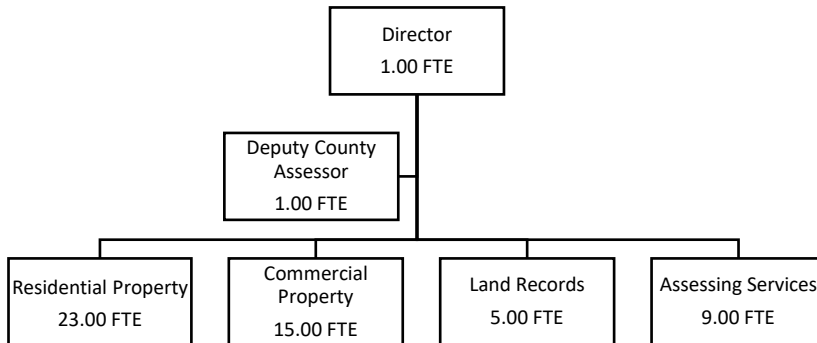 Director
1.00 FTE
Deputy County
Assessor
1.00 FTE
Residential Property
23.00 FTE
Commercial
Property
15.00 FTE
Land Records
5.00 FTE
Assessing Services
9.00 FTE